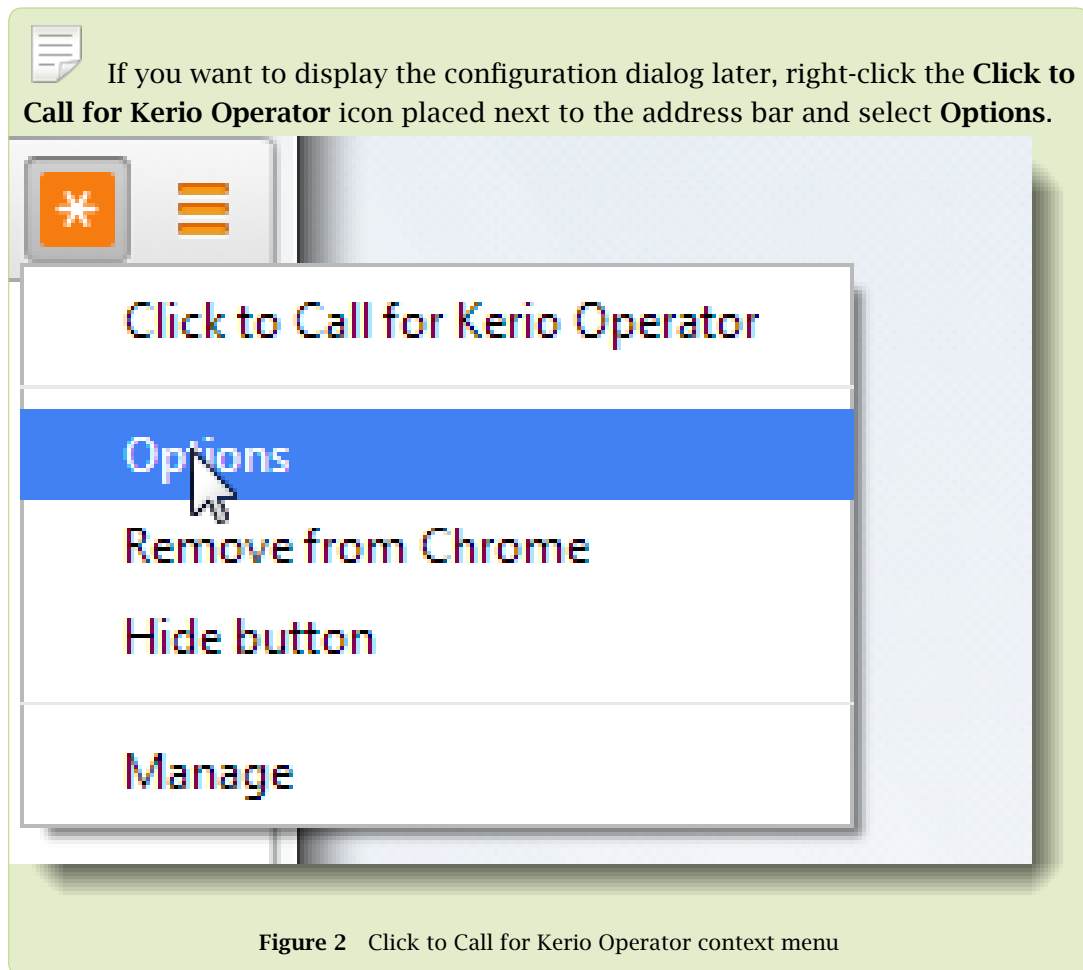 If you want to display the configuration dialog later, right-click the Click to
Call for Kerio Operator icon placed next to the address bar and select Options.
Click to Call for Kerio Operator
Options
Remove from Chrome
Hide button
Manage
Figure 2 Click to Call for Kerio Operator context menu